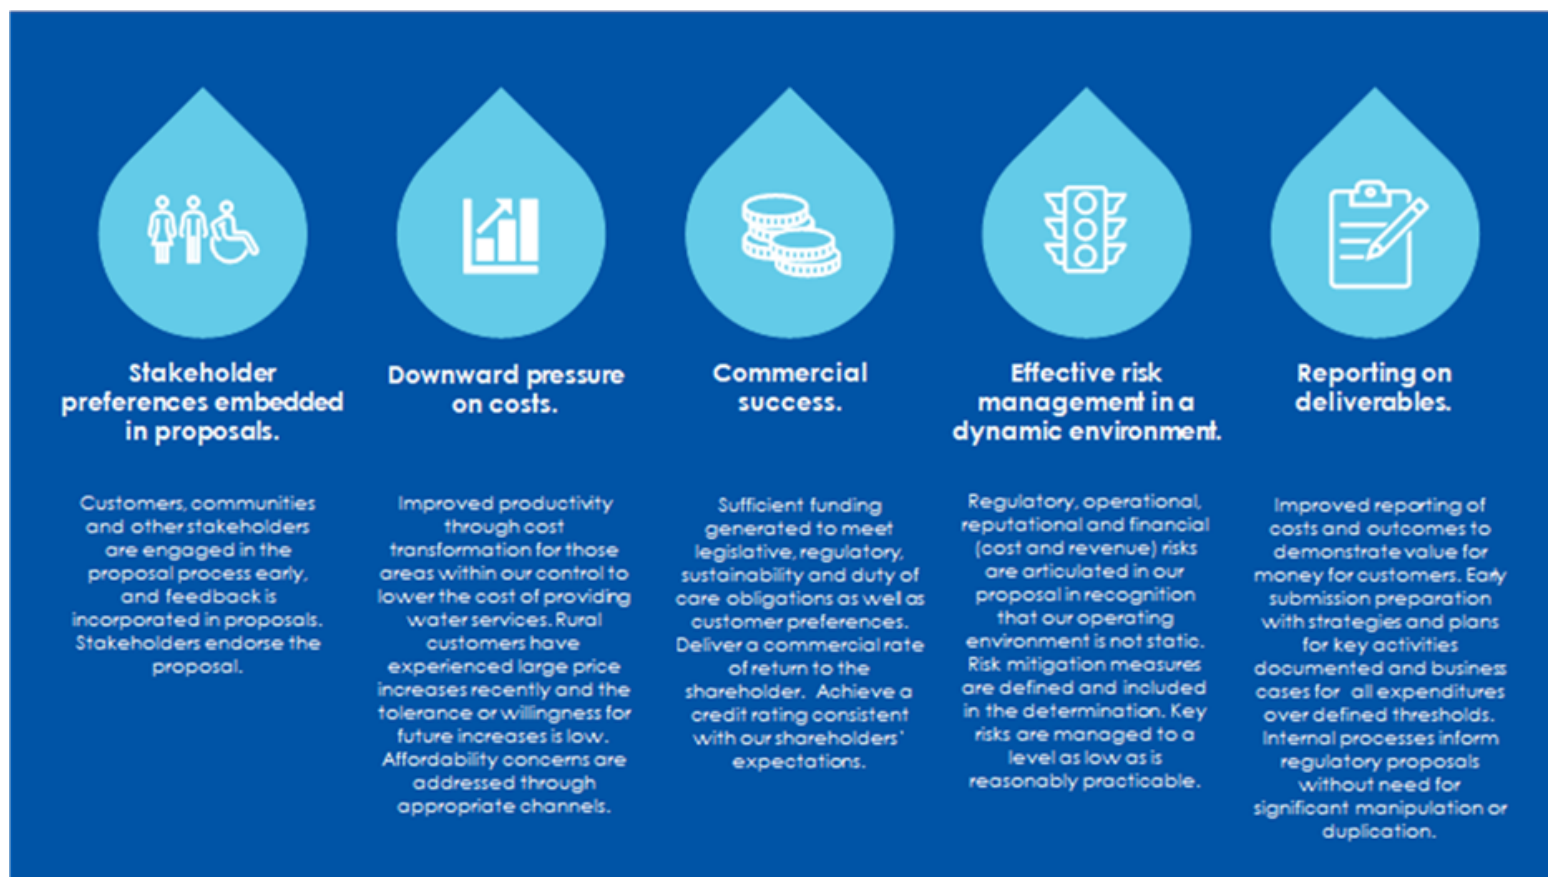 Stakeholder
preferences embedded
in proposals.
Customers, communities
and other stakeholders
are engaged in the
proposal process early,
and feedback is
incorporated in proposals.
Stakeholders endorse the
proposal.
Downward pressure
on costs.
Improved productivity
through cost
transformation for those
areas within our control to
lower the cost of providing
water services. Rural
customers have
experienced large price
increases recently and the
tolerance or willingness for
future increases is low.
Affordability concerns are
addressed through
appropriate channels.
Commercial
success.
Sufficient funding
generated to meet
legislative, regulatory,
sustainability and duty of
care obligations as well as
customer preferences.
Deliver a commercial rate
of return to the
shareholder. Achieve a
credit rating consistent
with our shareholders'
expectations.
Effective risk
management in a
dynamic environment.
Regulatory, operational,
reputational and financial
(cost and revenue) risks
are articulated in our
proposal in recognition
that our operating
environment is not static.
Risk mitigation measures
are defined and included
in the determination. Key
risks are managed to a
level as low as is
reasonably practicable.
Reporting on
deliverables.
Improved reporting of
costs and outcomes to
demonstrate value for
money for customers. Early
submission preparation
with strategies and plans
for key activities
documented and business
cases for all expenditures
over defined thresholds.
Internal processes inform
regulatory proposals
without need for
significant manipulation or
duplication.